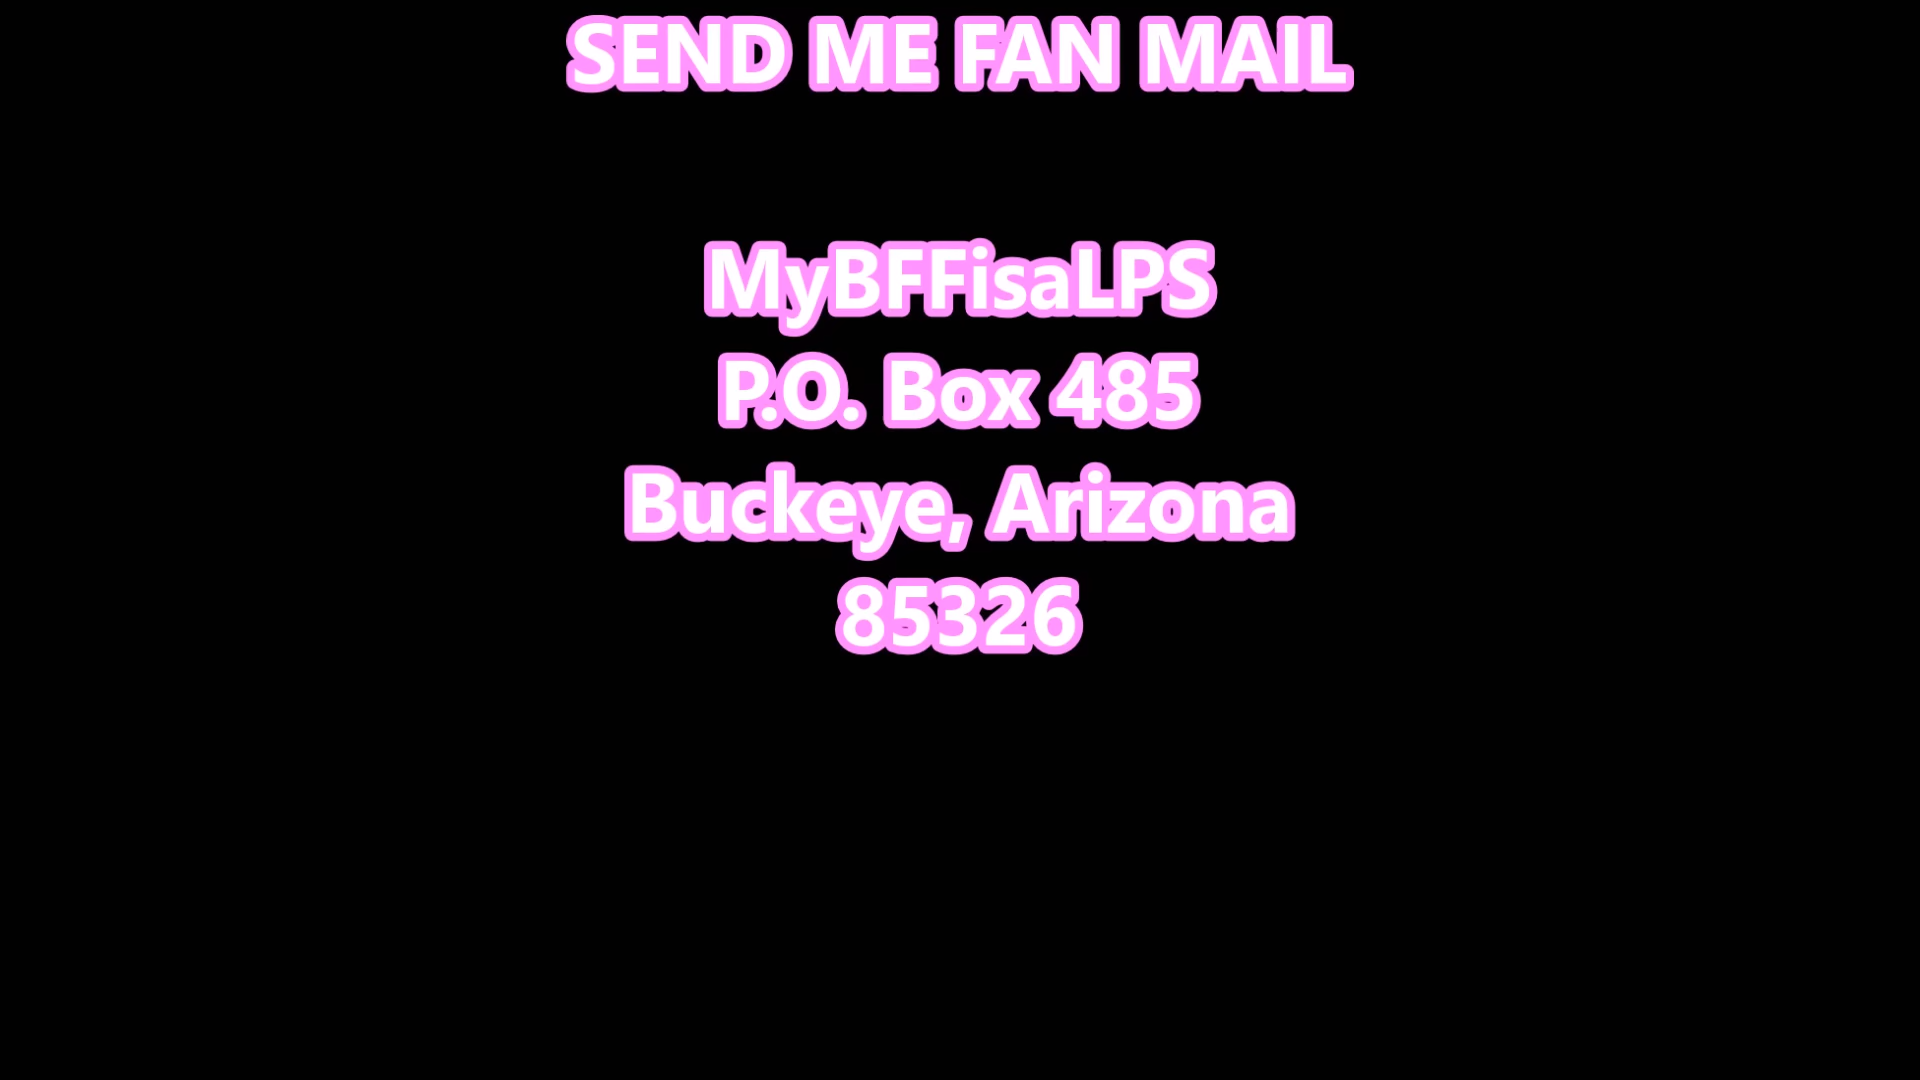 SEND ME FAN MAIL
MyBFFisaLPS
P.O. Box 485
Buckeye, Arizona
85326